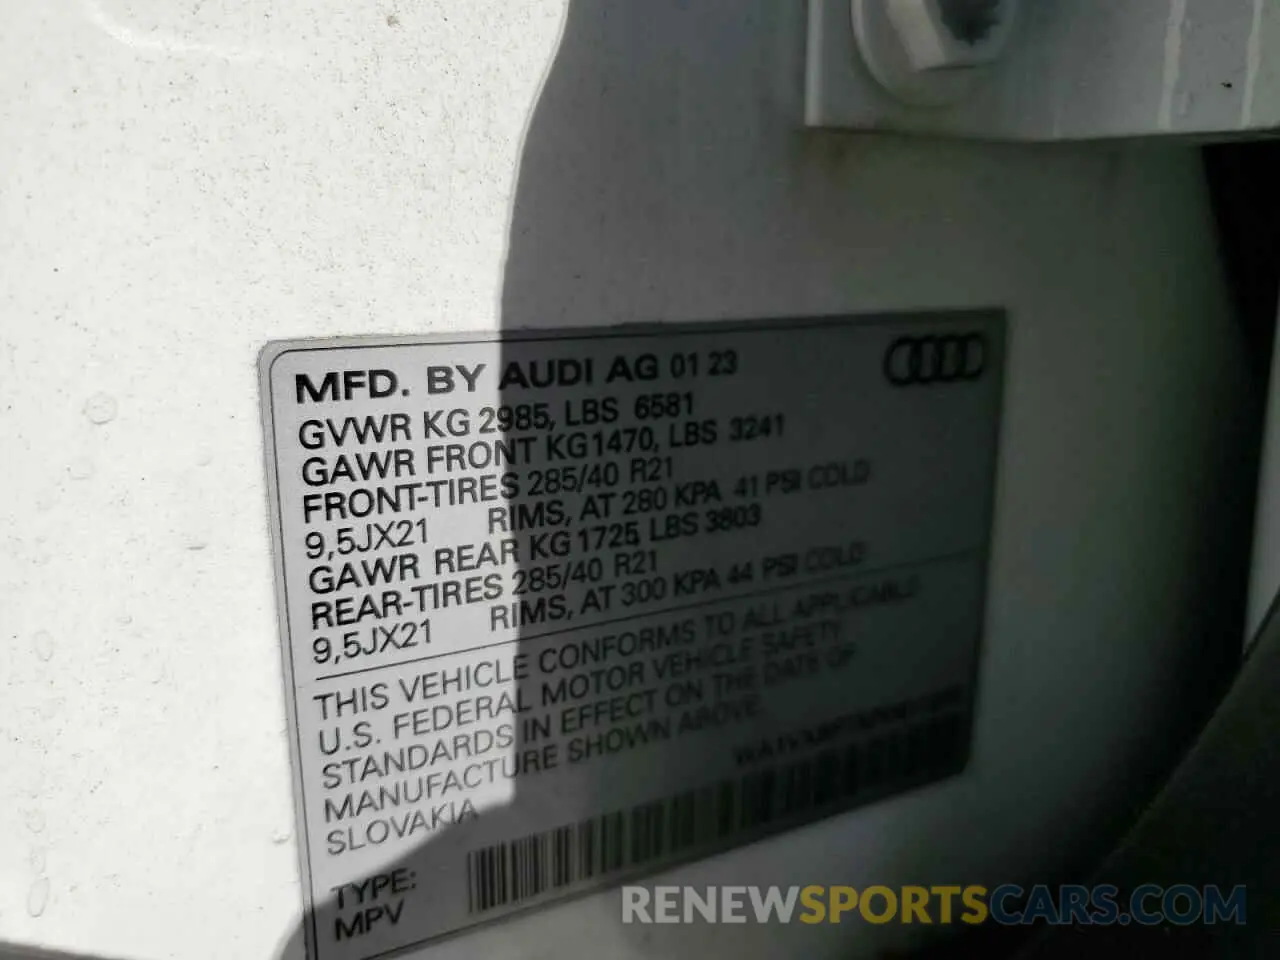 MFD. BY AUDI AG 01 23
GVWR KG 2985, LBS 6581
GAWR FRONT KG1470, LBS 3241
FRONT-TIRES 285/40 R21
9,5JX21 RIMS, AT 280 KPA 41 PSI COLD
GAWR REAR KG1725 LBS 3803
REAR-TIRES 285/40 R21
9,5JX21 RIMS, AT 300 KPA 44 PSI COLD
THIS VEHICLE CONFORMS TO ALL APPLICABLE
U.S. FEDERAL MOTOR VEHICLE SAFETY
STANDARDS IN EFFECT ON THE DATE OF
MANUFACTURE SHOWN ABOVE.
SLOVAKIA
TYPE:
MPV
RENEWSPORTSCARS.COM